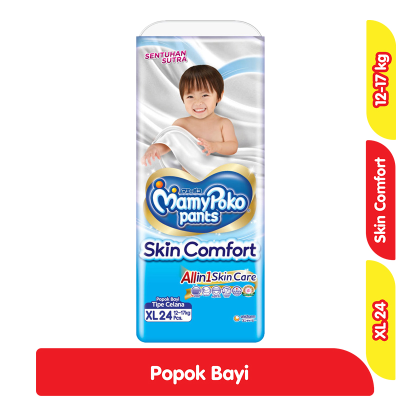 SENTUHAN
SUTRA
MamyPoko
pants
Skin Comfort
All in 1 Skin Care
Popok Bayi
Tipe Celana
XL 24 12-17kg
Pcs.
Popok Bayi
12-17 kg
Skin Comfort
XL 24